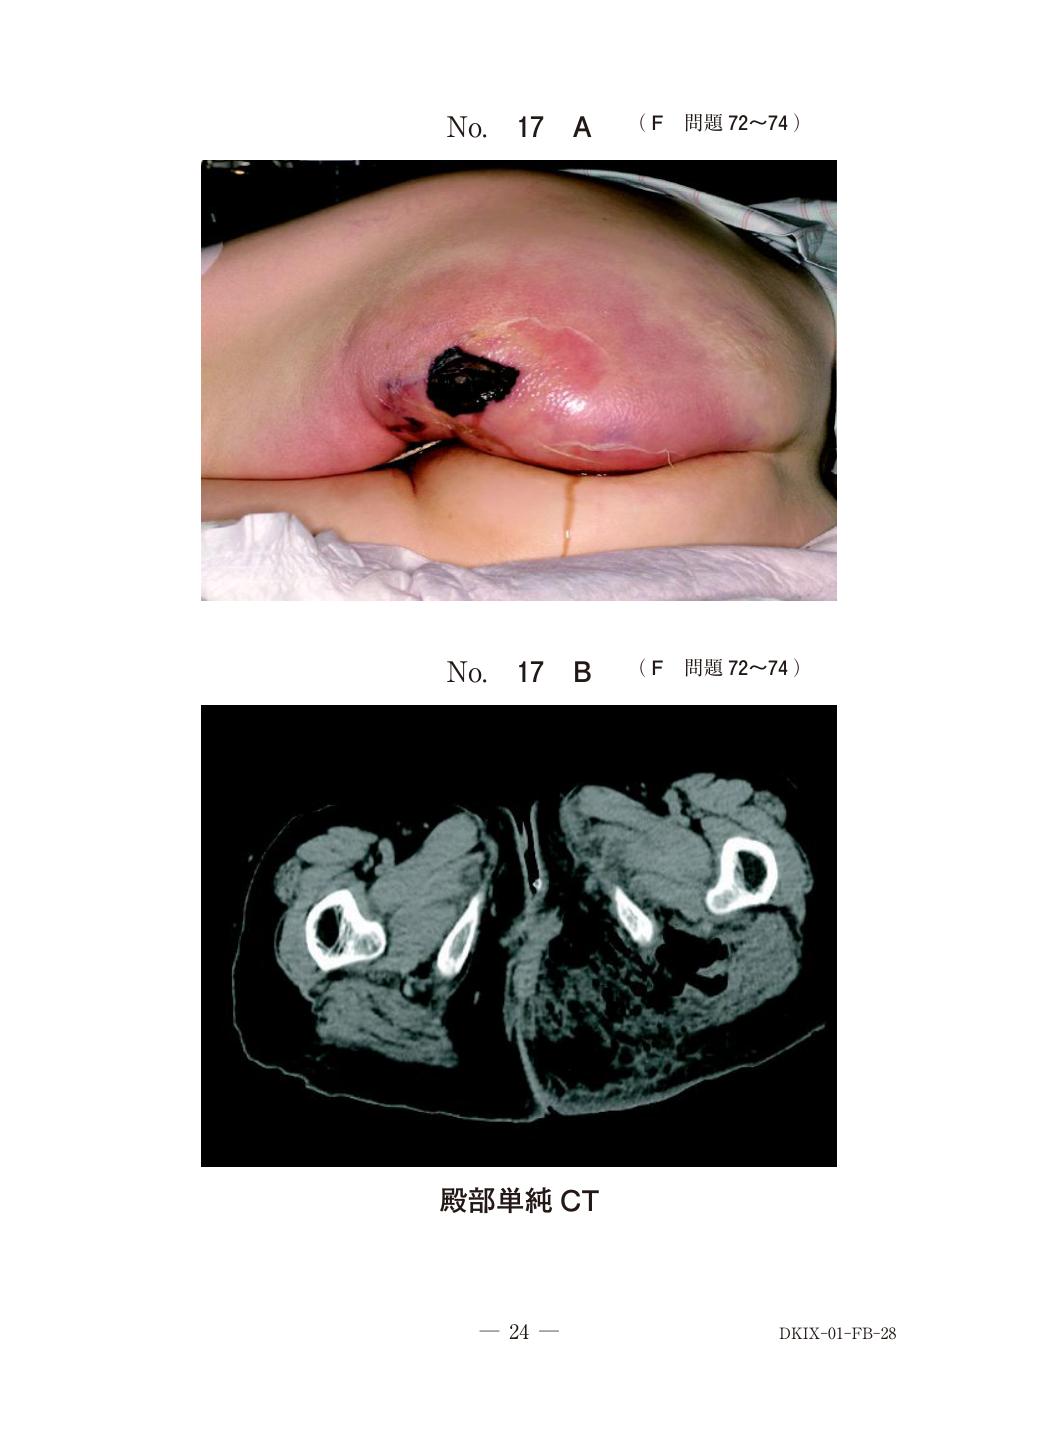 No. 17 A （F 問題 72～74）
No. 17 B （F 問題 72～74）
殿部単純 CT
— 24 —
DKIX-01-FB-28